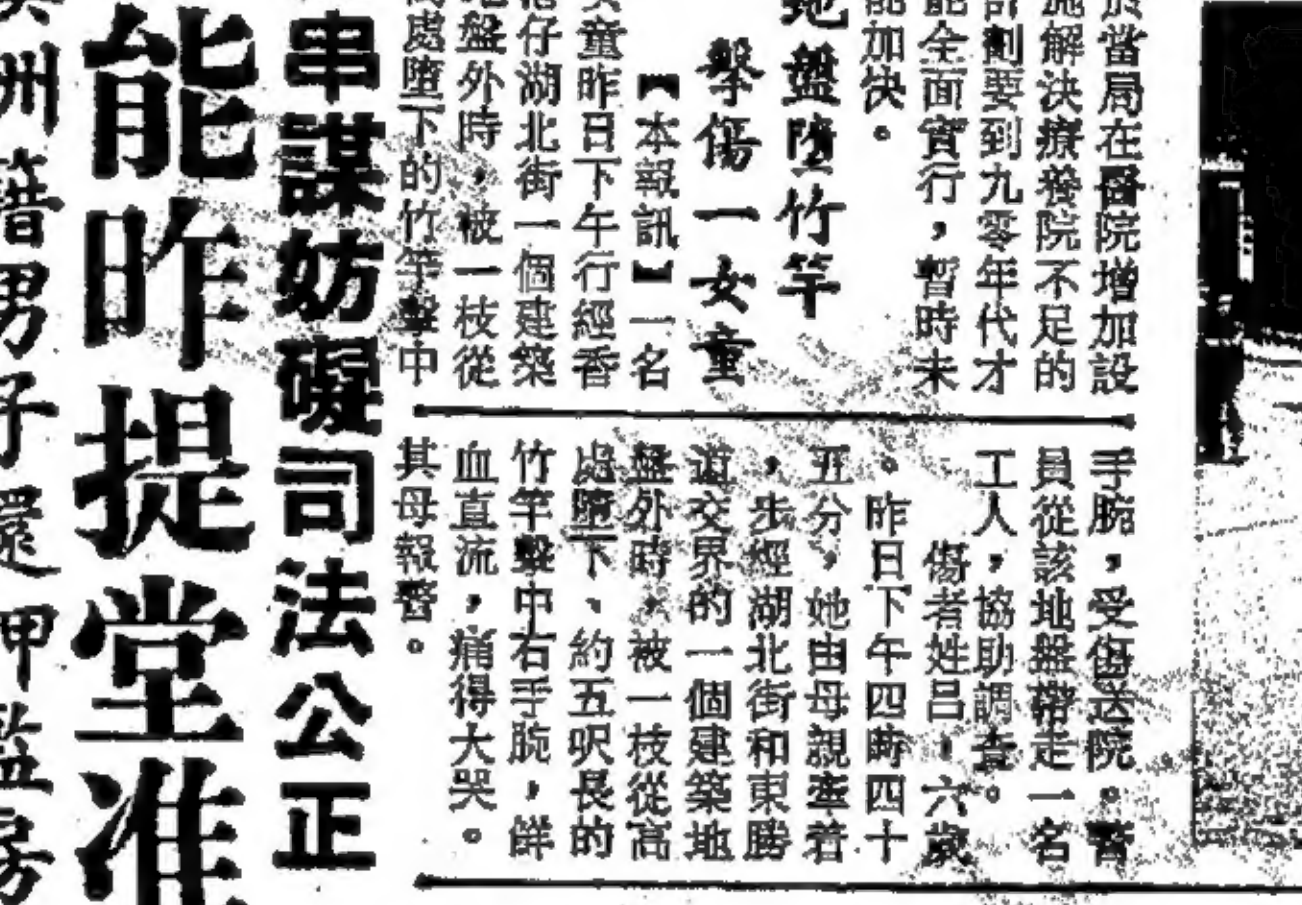 於當局在醫院增加設
施解決療養院不足的
計劃要到九零年代才
能全面實行，暫時未
能加快。
地盤墮竹竿
擊傷一女童
【本報訊】一名
女童昨日下午行經香
港仔湖北街一個建築
地盤外時，被一枝從
高處墮下的竹竿擊中
手腕，受傷送院。警
員從該地盤帶走一名
工人，協助調查。
傷者姓呂，六歲
。昨日下午四時四十
五分，她由母親牽着
，步經湖北街和東勝
道交界的一個建築地
盤外時，被一枝從高
處墮下、約五呎長的
竹竿擊中右手腕，鮮
血直流，痛得大哭。
其母報警。
串謀妨礙司法公正
能昨提堂准
澳洲籍男子還押監房